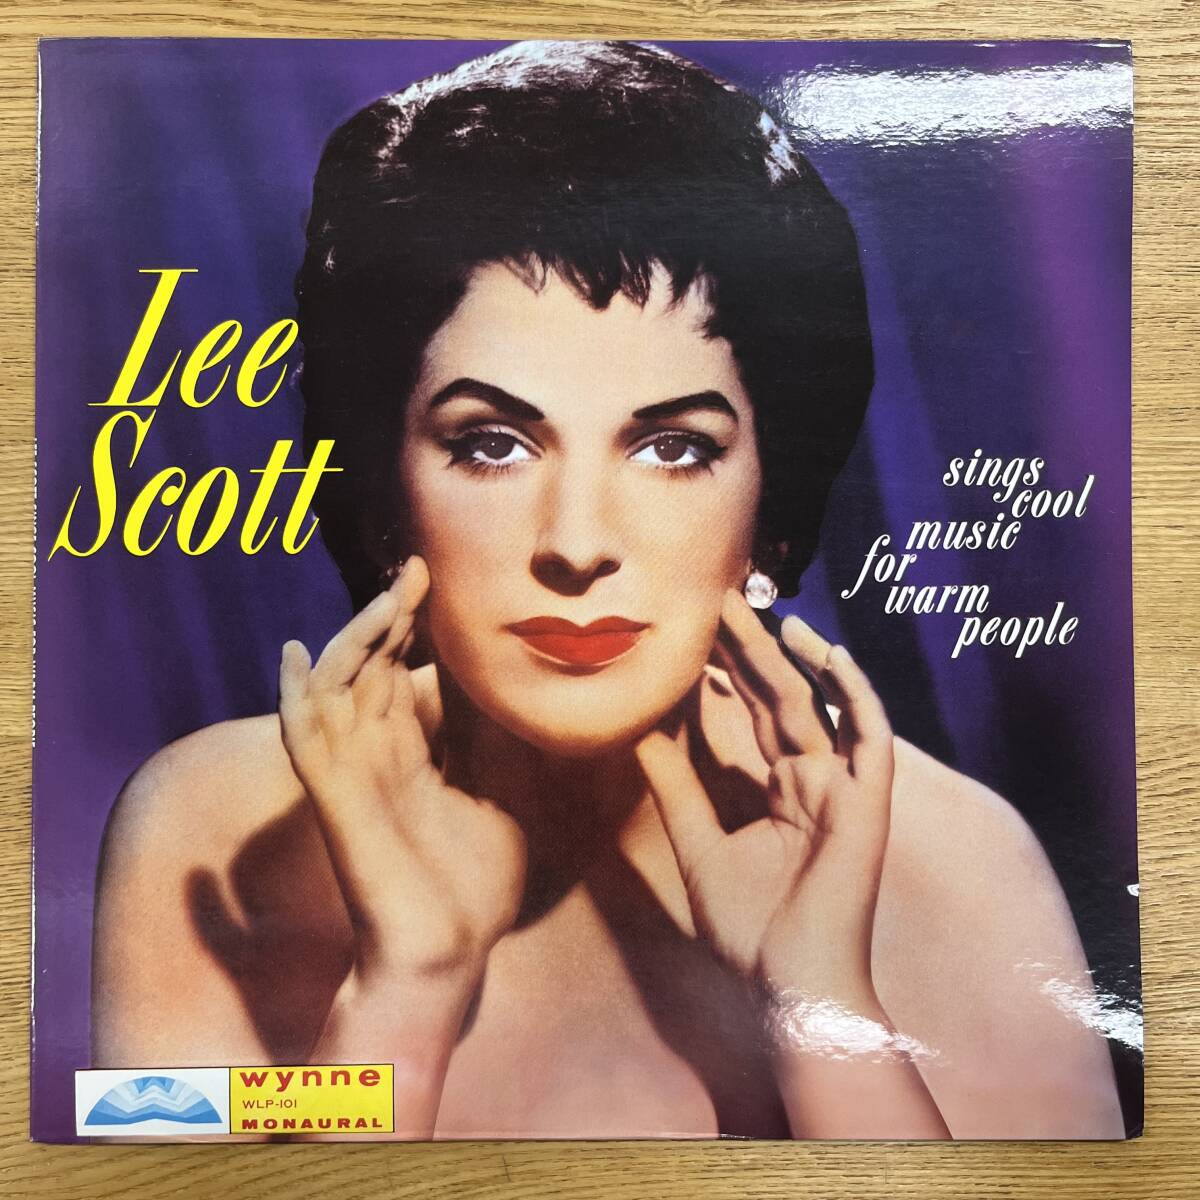 Lee
Scott
sings
cool
music
for
warm
people
wynne
WLP-101
MONAURAL